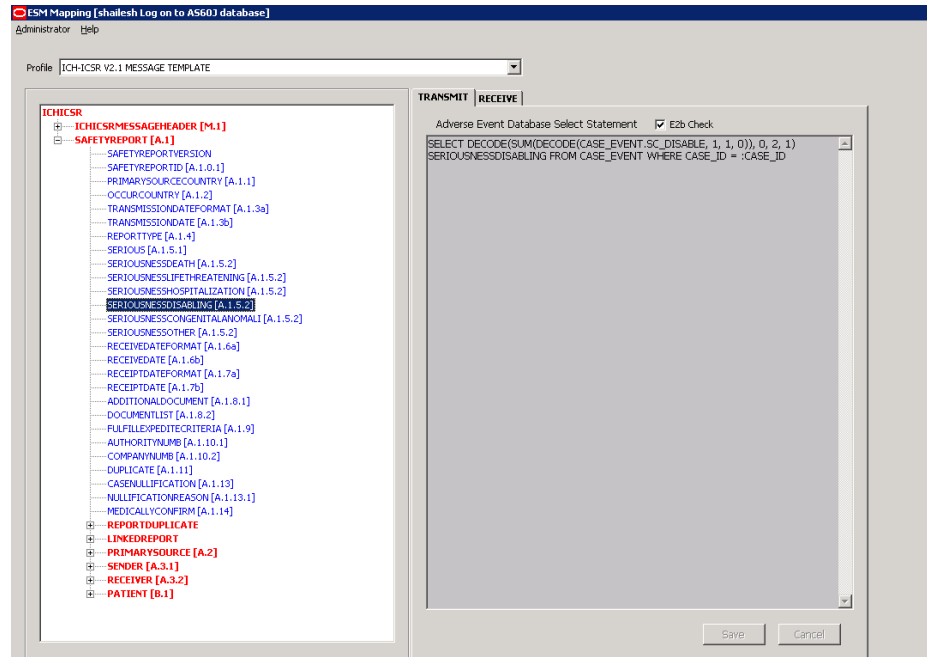 ESM Mapping [shailesh Log on to AS60J database]
Administrator Help
Profile ICH-ICSR V2.1 MESSAGE TEMPLATE
ICHICSR
ICHICSRMESSAGEHEADER [M.1]
SAFETYREPORT [A.1]
SAFETYREPORTVERSION
SAFETYREPORTID [A.1.0.1]
PRIMARYSOURCECOUNTRY [A.1.1]
OCCURCOUNTRY [A.1.2]
TRANSMISSIONDATEFORMAT [A.1.3a]
TRANSMISSIONDATE [A.1.3b]
REPORTTYPE [A.1.4]
SERIOUS [A.1.5.1]
SERIOUSNESSDEATH [A.1.5.2]
SERIOUSNESSLIFETHREATENING [A.1.5.2]
SERIOUSNESSHOSPITALIZATION [A.1.5.2]
SERIOUSNESSDISABLING [A.1.5.2]
SERIOUSNESSCONGENITALANOMALI [A.1.5.2]
SERIOUSNESSOTHER [A.1.5.2]
RECEIVEDATEFORMAT [A.1.6a]
RECEIVEDATE [A.1.6b]
RECEIPTDATEFORMAT [A.1.7a]
RECEIPTDATE [A.1.7b]
ADDITIONALDOCUMENT [A.1.8.1]
DOCUMENTLIST [A.1.8.2]
FULFILLEXPEDITECRITERIA [A.1.9]
AUTHORITYNUMB [A.1.10.1]
COMPANYNUMB [A.1.10.2]
DUPLICATE [A.1.11]
CASENULLIFICATION [A.1.13]
NULLIFICATIONREASON [A.1.13.1]
MEDICALLYCONFIRM [A.1.14]
REPORTDUPLICATE
LINKEDREPORT
PRIMARYSOURCE [A.2]
SENDER [A.3.1]
RECEIVER [A.3.2]
PATIENT [B.1]
TRANSMIT RECEIVE
Adverse Event Database Select Statement E2b Check
SELECT DECODE(SUM(DECODE(CASE_EVENT.SC_DISABLE, 1, 1, 0)), 0, 2, 1)
SERIOUSNESSDISABLING FROM CASE_EVENT WHERE CASE_ID = :CASE_ID
Save Cancel